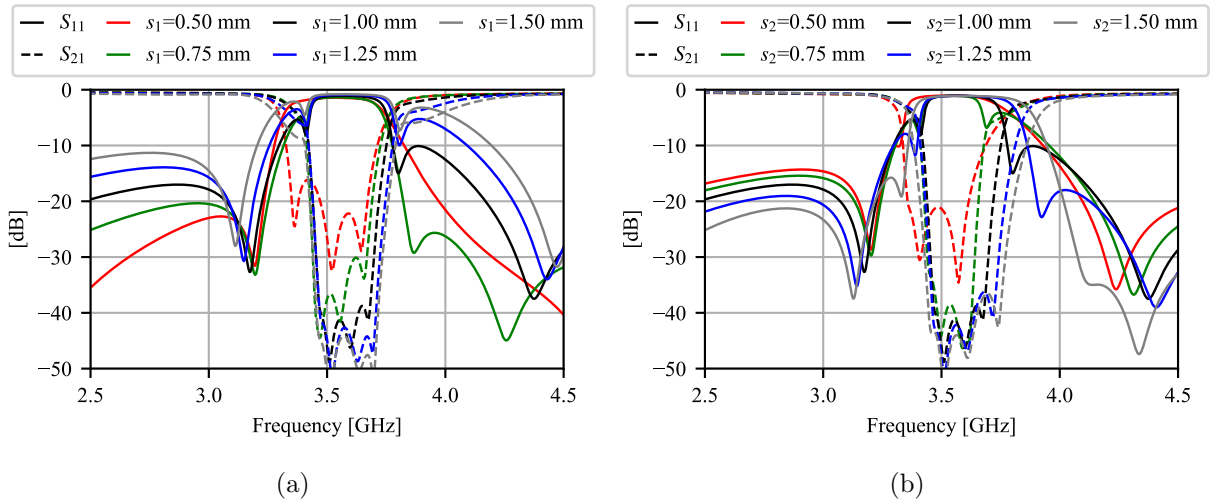 S₁₁ s₁=0.50 mm s₁=1.00 mm s₁=1.50 mm
S₂₁ s₁=0.75 mm s₁=1.25 mm
0
−10
−20
−30
−40
−50
[dB]
2.5 3.0 3.5 4.0 4.5
Frequency [GHz]
(a)
S₁₁ s₂=0.50 mm s₂=1.00 mm s₂=1.50 mm
S₂₁ s₂=0.75 mm s₂=1.25 mm
0
−10
−20
−30
−40
−50
[dB]
2.5 3.0 3.5 4.0 4.5
Frequency [GHz]
(b)